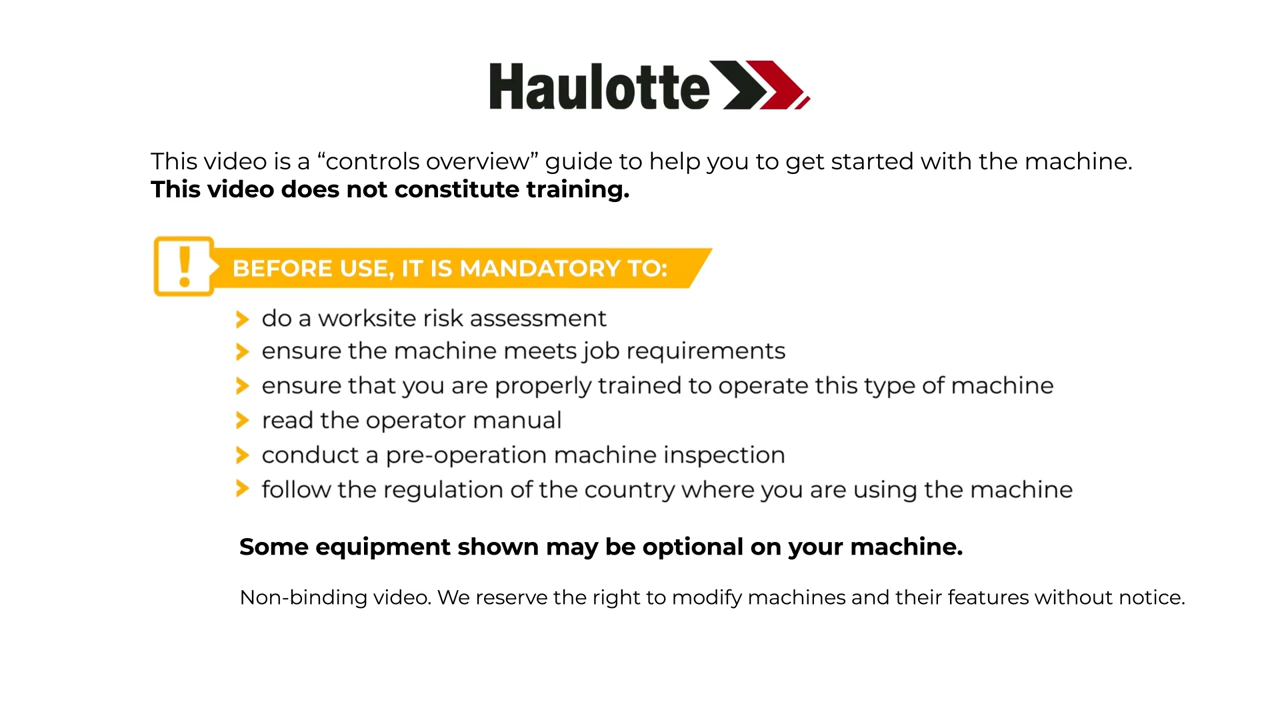 Haulotte
This video is a “controls overview” guide to help you to get started with the machine.
This video does not constitute training.
! BEFORE USE, IT IS MANDATORY TO:
do a worksite risk assessment
ensure the machine meets job requirements
ensure that you are properly trained to operate this type of machine
read the operator manual
conduct a pre-operation machine inspection
follow the regulation of the country where you are using the machine
Some equipment shown may be optional on your machine.
Non-binding video. We reserve the right to modify machines and their features without notice.